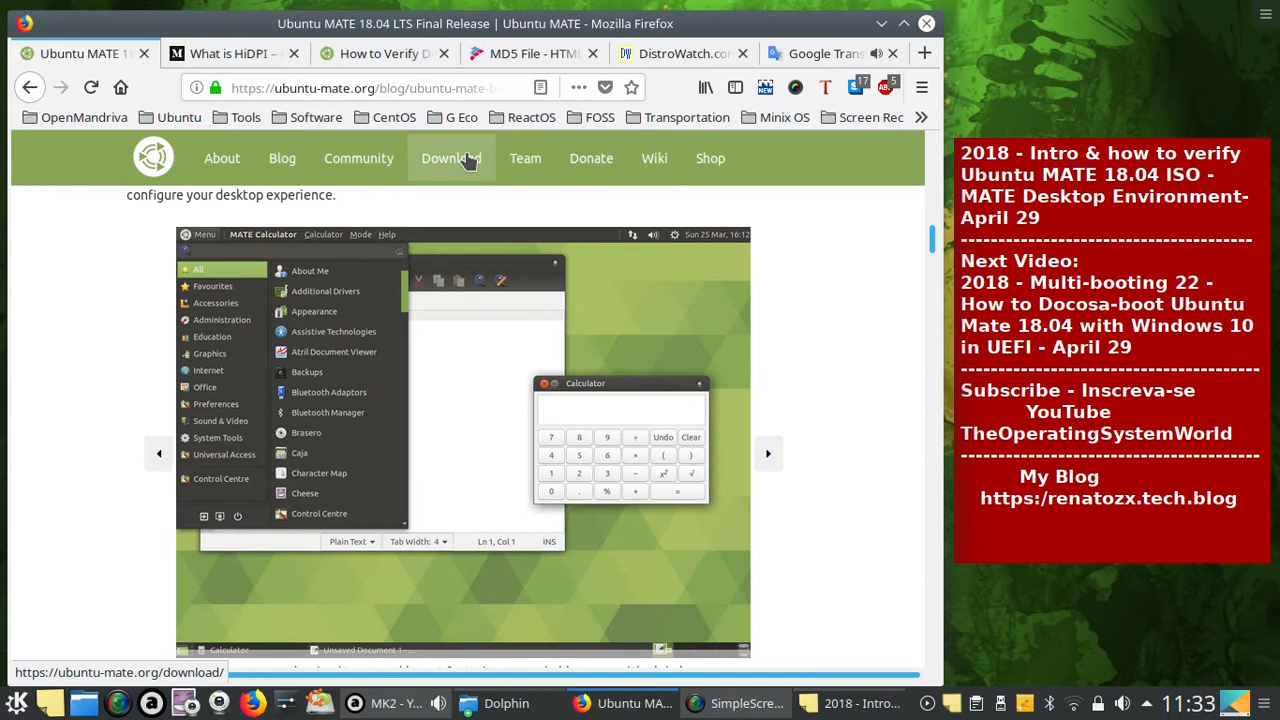 Ubuntu MATE 18.04 LTS Final Release | Ubuntu MATE - Mozilla Firefox
Ubuntu MATE 18
What is HiDPI –
How to Verify D
MD5 File - HTML
DistroWatch.co
Google Tran
https://ubuntu-mate.org/blog/ubuntu-mate-b
17
5
OpenMandriva
Ubuntu
Tools
Software
CentOS
G Eco
ReactOS
FOSS
Transportation
Minix OS
Screen Rec
About
Blog
Community
Download
Team
Donate
Wiki
Shop
configure your desktop experience.
Menu
MATE Calculator
Calculator
Mode
Help
Sun 25 Mar, 16:12
All
Favourites
Accessories
Administration
Education
Graphics
Internet
Office
Preferences
Sound & Video
System Tools
Universal Access
Control Centre
About Me
Additional Drivers
Appearance
Assistive Technologies
Atril Document Viewer
Backups
Bluetooth Adaptors
Bluetooth Manager
Brasero
Caja
Character Map
Cheese
Control Centre
Calculator
7 8 9 ÷ Undo Clear
4 5 6 × ( )
1 2 3 − x² √
0 . % + =
Plain Text
Tab Width: 4
Ln 1, Col 1
INS
Calculator
Unsaved Document 1
https://ubuntu-mate.org/download/
2018 - Intro & how to verify
Ubuntu MATE 18.04 ISO -
MATE Desktop Environment-
April 29
-----------------------------------
Next Video:
2018 - Multi-booting 22 -
How to Docosa-boot Ubuntu
Mate 18.04 with Windows 10
in UEFI - April 29
------------------------------------
Subscribe - Inscreva-se
YouTube
TheOperatingSystemWorld
------------------------------------
My Blog
https:/renatozx.tech.blog
MK2 - Y...
Dolphin
Ubuntu MA...
SimpleScre...
2018 - Intro...
11:33